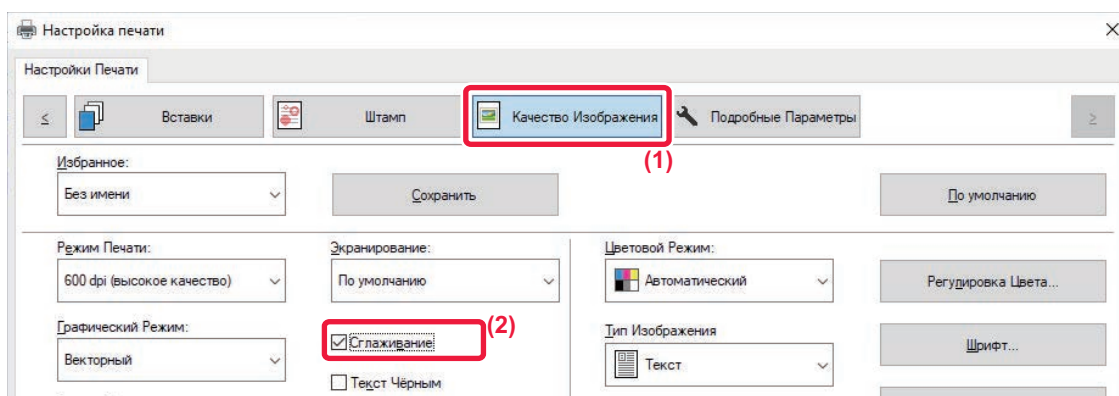 Настройка печати
Настройки Печати
< Вставки Штамп Качество Изображения Подробные Параметры >
(1)
Избранное:
Без имени Сохранить По умолчанию
Режим Печати: Экранирование: Цветовой Режим:
600 dpi (высокое качество) По умолчанию Автоматический Регулировка Цвета...
Графический Режим: (2) Тип Изображения
Векторный Сглаживание Текст Шрифт...
Текст Чёрным